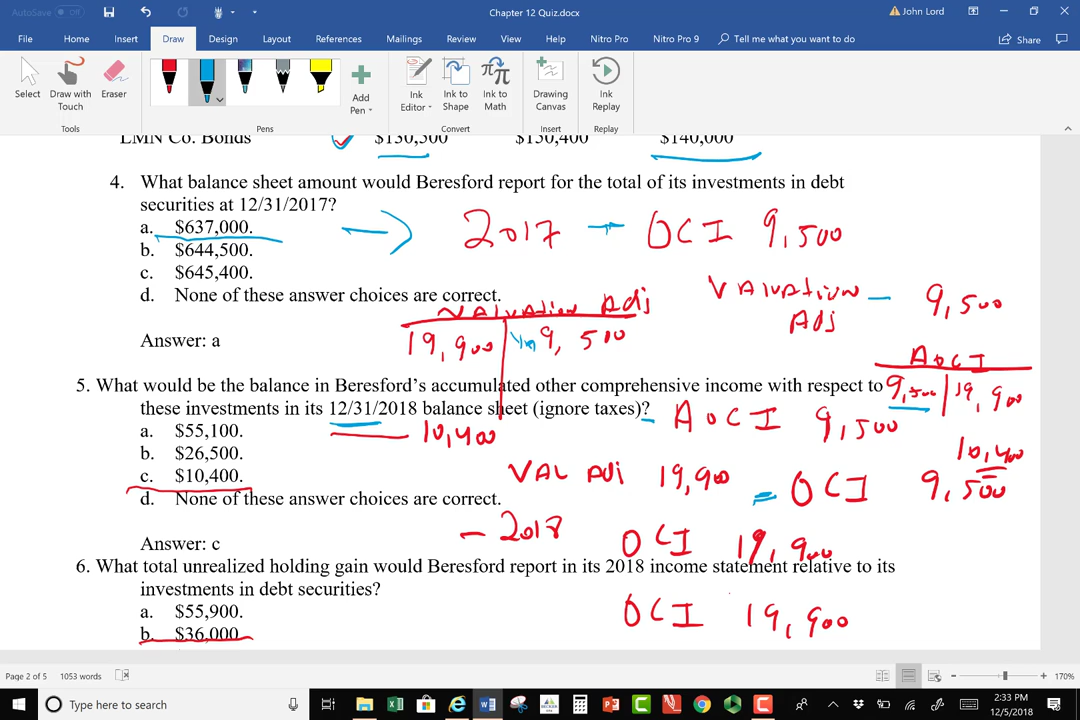 AutoSave Off
Chapter 12 Quiz.docx
John Lord
File Home Insert Draw Design Layout References Mailings Review View Help Nitro Pro Nitro Pro 9 Tell me what you want to do Share
Select
Draw with Touch
Eraser
Add Pen
Ink Editor
Ink to Shape
Ink to Math
Drawing Canvas
Ink Replay
Tools Pens Convert Insert Replay
LMN Co. Bonds $130,500 $150,400 $140,000
4. What balance sheet amount would Beresford report for the total of its investments in debt
securities at 12/31/2017?
a. $637,000.
b. $644,500.
c. $645,400.
d. None of these answer choices are correct.
2017 - OCI 9,500
Valuation Adj 9,500
Valuation Adj
19,900 9,500
Answer: a
AOCI
9,500 19,900
10,400
5. What would be the balance in Beresford's accumulated other comprehensive income with respect to
these investments in its 12/31/2018 balance sheet (ignore taxes)?
10,400
AOCI 9,500
a. $55,100.
b. $26,500.
c. $10,400.
d. None of these answer choices are correct.
VAL Adj 19,900
OCI 9,500
- 2018
OCI 19,900
Answer: c
6. What total unrealized holding gain would Beresford report in its 2018 income statement relative to its
investments in debt securities?
a. $55,900.
b. $36,000
OCI 19,900
Page 2 of 5 1053 words
170%
Type here to search
2:33 PM
12/5/2018